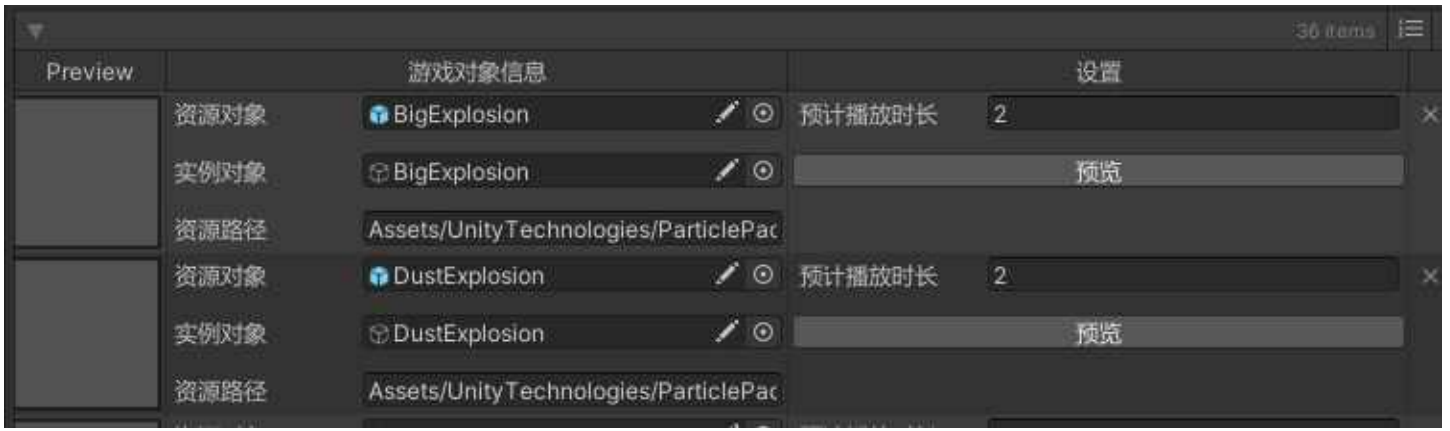 36 items
Preview 游戏对象信息 设置
资源对象 BigExplosion 预计播放时长 2
实例对象 BigExplosion 预览
资源路径 Assets/UnityTechnologies/ParticlePac
资源对象 DustExplosion 预计播放时长 2
实例对象 DustExplosion 预览
资源路径 Assets/UnityTechnologies/ParticlePac